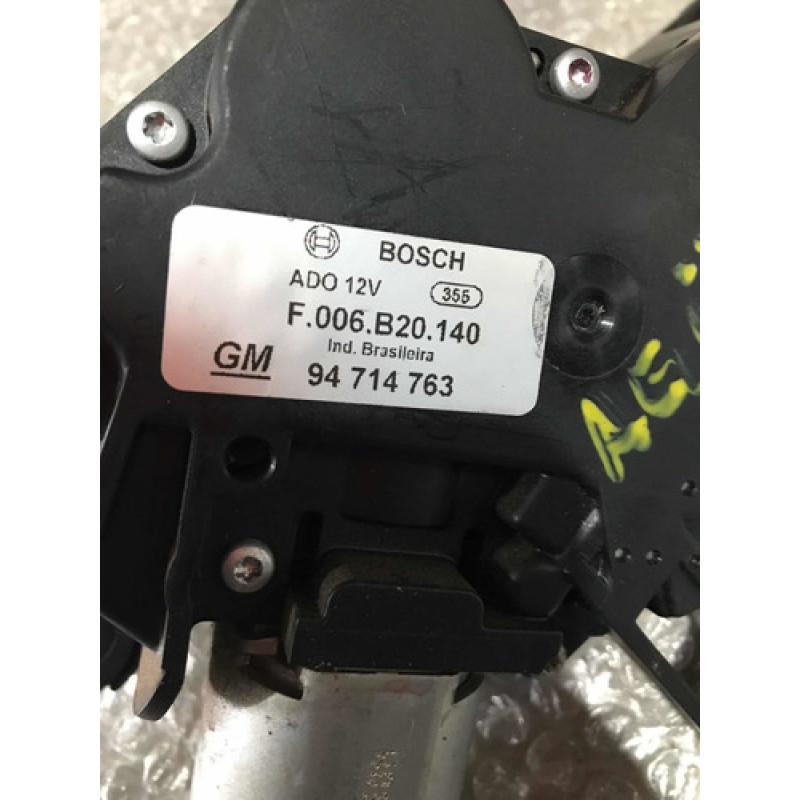 BOSCH
ADO 12V 355
F.006.B20.140
Ind. Brasileira
GM 94 714 763